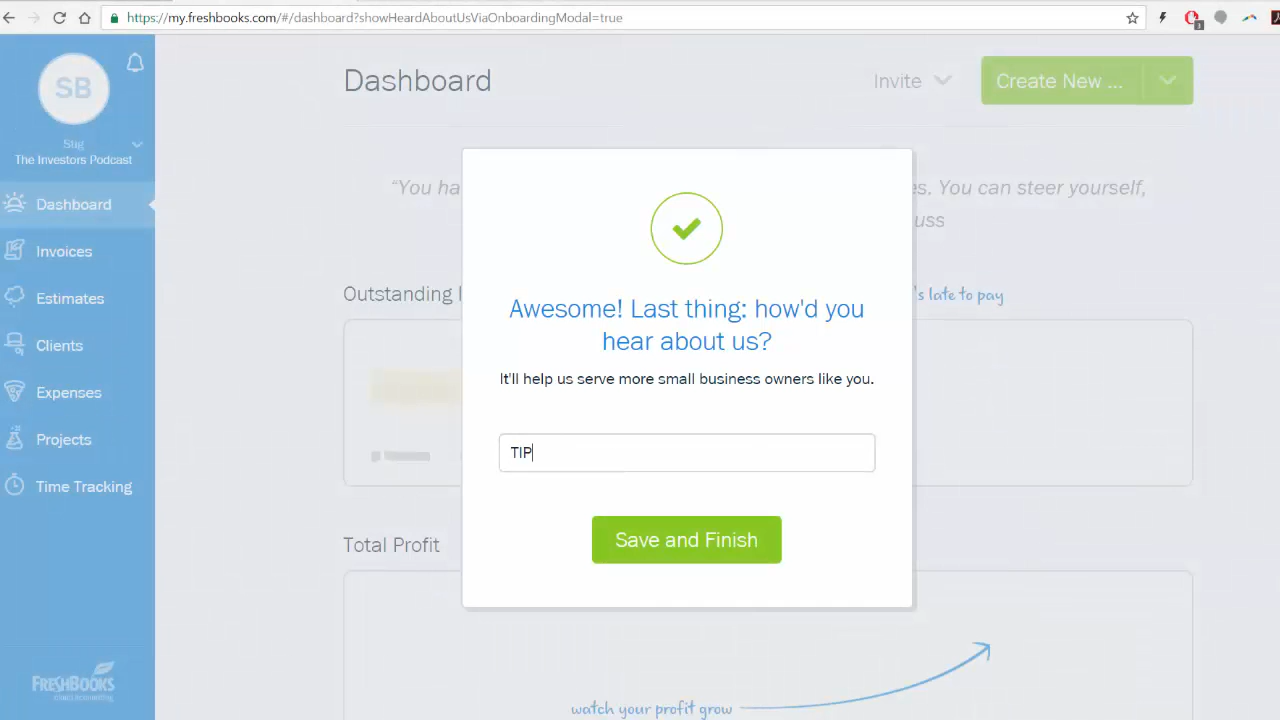 https://my.freshbooks.com/#/dashboard?showHeardAboutUsViaOnboardingModal=true
SB
Stig
The Investors Podcast
Dashboard
Invoices
Estimates
Clients
Expenses
Projects
Time Tracking
FRESHBOOKS
cloud accounting
Dashboard
Invite
Create New ...
“You ha
es. You can steer yourself,
uss
Outstanding
's late to pay
Awesome! Last thing: how'd you
hear about us?
It'll help us serve more small business owners like you.
TIP
Save and Finish
Total Profit
watch your profit grow